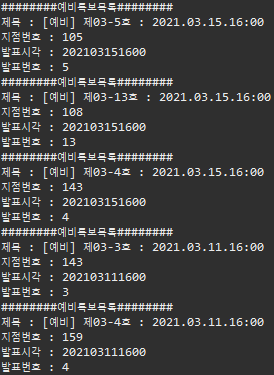 ########예비특보목록########
제목 : [예비] 제03-5호 : 2021.03.15.16:00
지점번호 : 105
발표시각 : 202103151600
발표번호 : 5
########예비특보목록########
제목 : [예비] 제03-13호 : 2021.03.15.16:00
지점번호 : 108
발표시각 : 202103151600
발표번호 : 13
########예비특보목록########
제목 : [예비] 제03-4호 : 2021.03.15.16:00
지점번호 : 143
발표시각 : 202103151600
발표번호 : 4
########예비특보목록########
제목 : [예비] 제03-3호 : 2021.03.11.16:00
지점번호 : 143
발표시각 : 202103111600
발표번호 : 3
########예비특보목록########
제목 : [예비] 제03-4호 : 2021.03.11.16:00
지점번호 : 159
발표시각 : 202103111600
발표번호 : 4